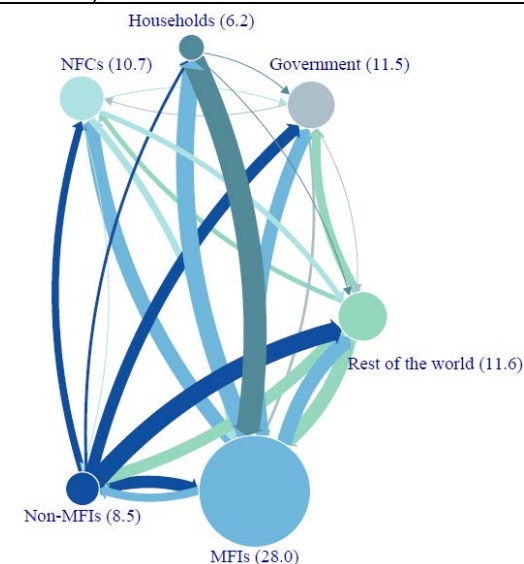 Households (6.2)
NFCs (10.7)
Government (11.5)
Rest of the world (11.6)
Non-MFIs (8.5)
MFIs (28.0)